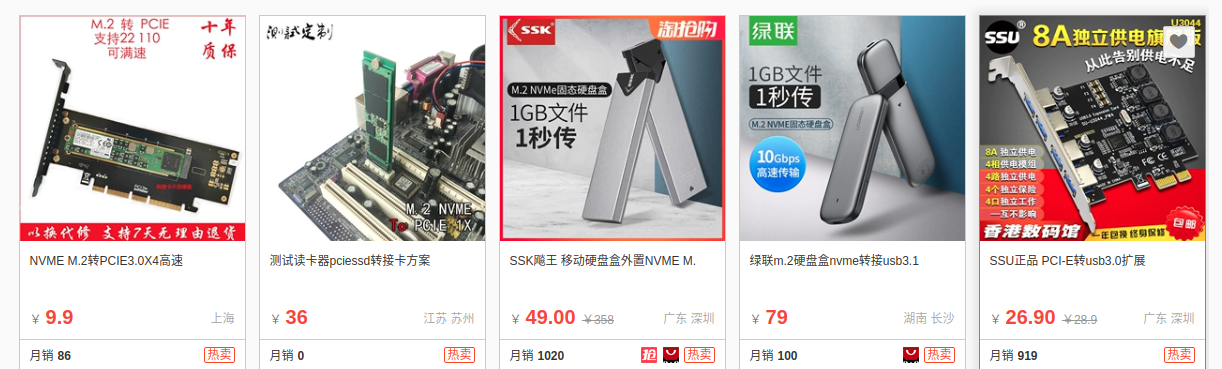 M.2 转 PCIE
支持22 110
可满速
十年
质保
以换代修 支持7天无理由退货
NVME M.2转PCIE3.0X4高速
￥ 9.9
上海
月销 86
热卖
测試定制
M.2 NVME
To PCIE 1X
测试读卡器pciessd转接卡方案
￥ 36
江苏 苏州
月销 0
热卖
SSK
淘抢购
M.2 NVMe固态硬盘盒
1GB文件
1秒传
SSK飚王 移动硬盘盒外置NVME M.
￥ 49.00 ￥358
广东 深圳
月销 1020
抢
热卖
绿联
1GB文件
1秒传
M.2 NVME固态硬盘盒
10Gbps
高速传输
绿联m.2硬盘盒nvme转接usb3.1
￥ 79
湖南 长沙
月销 100
热卖
U3044
SSU
8A独立供电旗
从此告别供电不足
8A 独立供电
4相供电模组
4路独立供电
4个独立保险
4口独立工作
一互不影响
包邮
香港数码馆
一年包换 终身保修
SSU正品 PCI-E转usb3.0扩展
￥ 26.90 ￥28.9
广东 深圳
月销 919
热卖